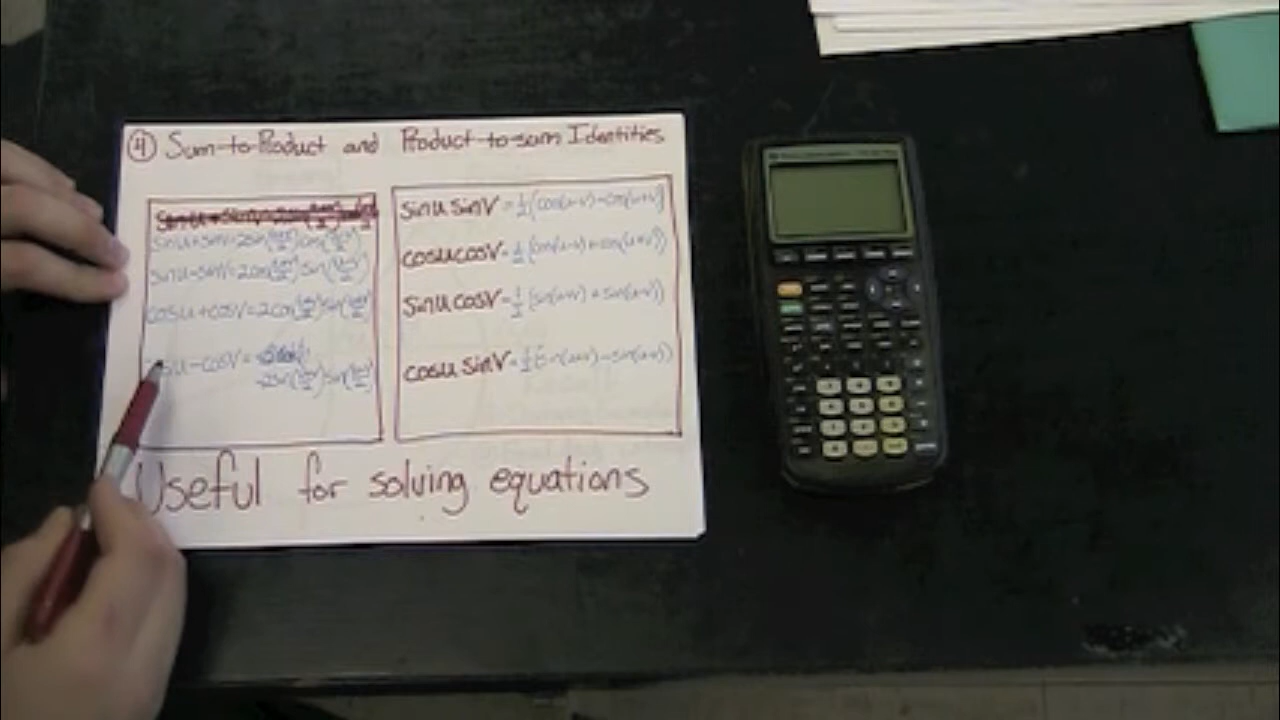 ④ Sum-to-Product and Product-to-sum Identities
sinu+sinv=2sin(u+v/2)cos(u-v/2)
sinu-sinv=2cos(u+v/2)sin(u-v/2)
cosu+cosv=2cos(u+v/2)
u-cosv=
-2sin(u+v/2)sin(u-v/2)
sinu sinv=1/2(cos(u-v)-cos(u+v))
cosu cosv=1/2(cos(u-v)+cos(u+v))
sinu cosv=1/2(sin(u+v)+sin(u-v))
cosu sinv=1/2(sin(u+v)-sin(u-v))
Useful for solving equations